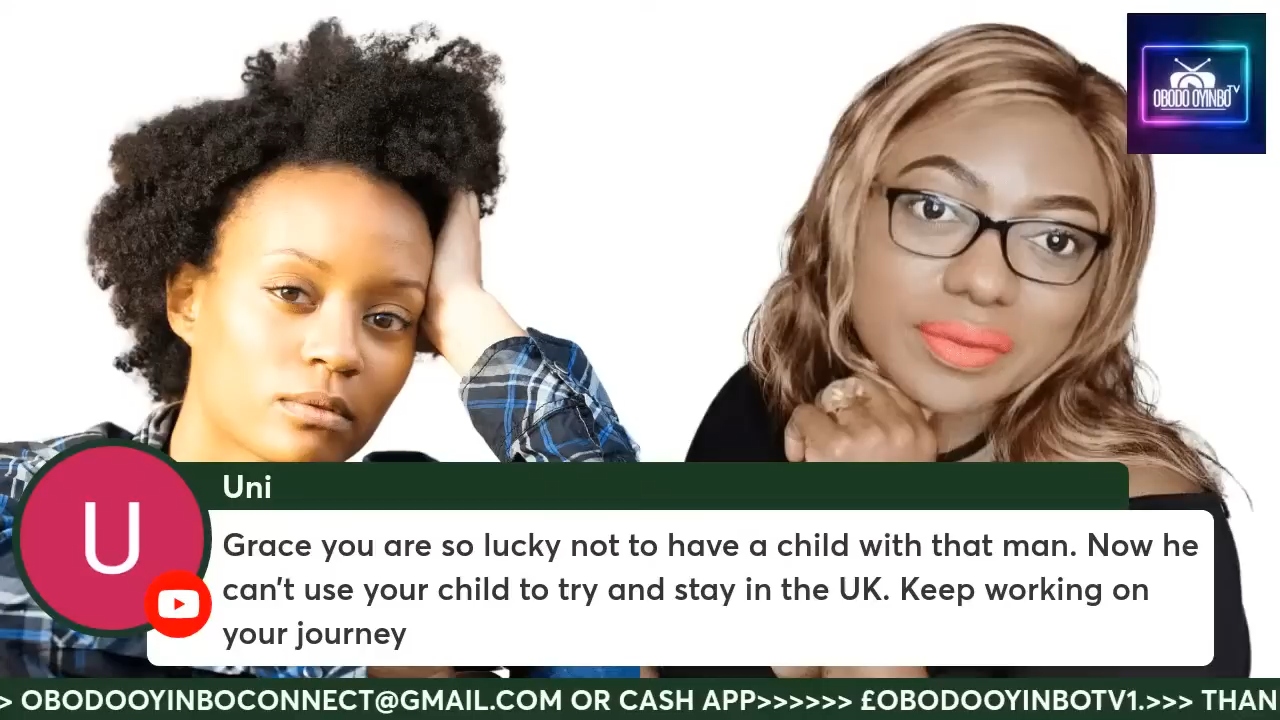 OBODO OYINBO TV
U
Uni
Grace you are so lucky not to have a child with that man. Now he
can't use your child to try and stay in the UK. Keep working on
your journey
> OBODOOYINBOCONNECT@GMAIL.COM OR CASH APP>>>>>> £OBODOOYINBOTV1.>>> THAN